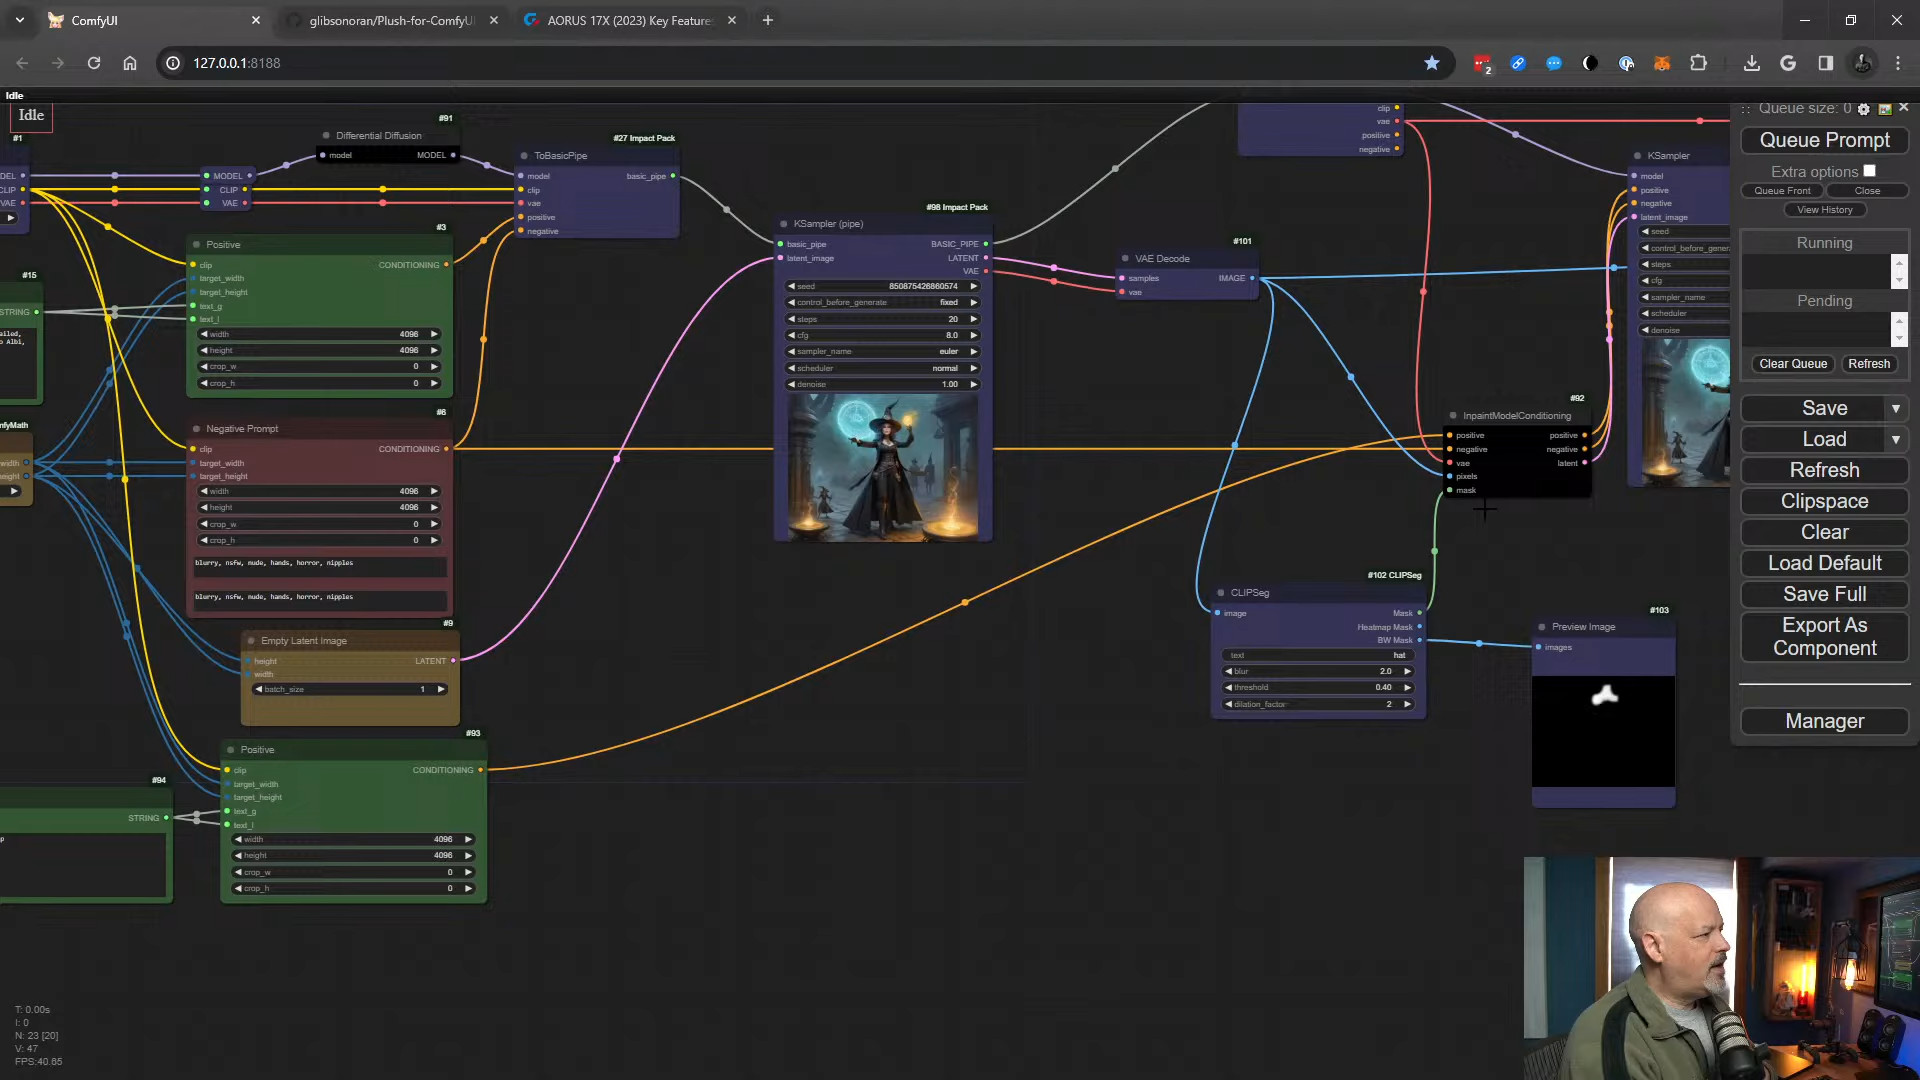 ComfyUI
glibsonoran/Plush-for-ComfyUI
AORUS 17X (2023) Key Features
127.0.0.1:8188
2
Idle
Idle
#1
MODEL
CLIP
VAE
#91
Differential Diffusion
model MODEL
MODEL
CLIP
VAE
#27 Impact Pack
ToBasicPipe
model basic_pipe
clip
vae
positive
negative
#3
Positive
clip CONDITIONING
target_width
target_height
text_g
text_l
width 4096
height 4096
crop_w 0
crop_h 0
#15
STRING
#6
Negative Prompt
clip CONDITIONING
target_width
target_height
width 4096
height 4096
crop_w 0
crop_h 0
blurry, nsfw, nude, hands, horror, nipples
blurry, nsfw, nude, hands, horror, nipples
#9
Empty Latent Image
height LATENT
width
batch_size 1
#93
Positive
clip CONDITIONING
target_width
target_height
text_g
text_l
width 4096
height 4096
crop_w 0
crop_h 0
#94
STRING
#98 Impact Pack
KSampler (pipe)
basic_pipe BASIC_PIPE
latent_image LATENT
VAE
seed 850875426860574
control_before_generate fixed
steps 20
cfg 8.0
sampler_name euler
scheduler normal
denoise 1.00
#101
VAE Decode
samples IMAGE
vae
clip
vae
positive
negative
#92
InpaintModelConditioning
positive positive
negative negative
vae latent
pixels
mask
#102 CLIPSeg
CLIPSeg
image Mask
Heatmap Mask
BW Mask
text hat
blur 2.0
threshold 0.40
dilation_factor 2
#103
Preview Image
images
KSampler
model
positive
negative
latent_image
seed
control_before_genera
steps
cfg
sampler_name
scheduler
denoise
Queue size: 0
Queue Prompt
Extra options
Queue Front Close
View History
Running
Pending
Clear Queue Refresh
Save
Load
Refresh
Clipspace
Clear
Load Default
Save Full
Export As
Component
Manager
T: 0.00s
I: 0
N: 23 [20]
V: 47
FPS:40.65